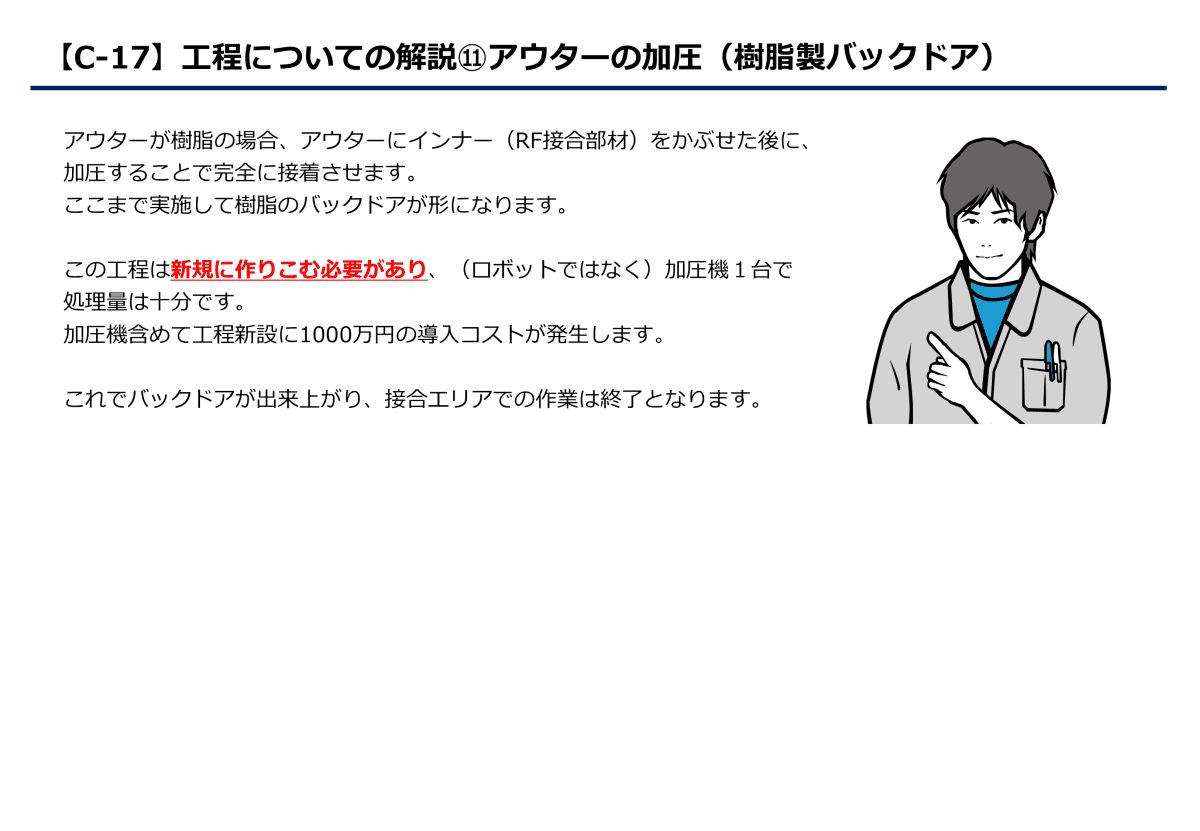 【C-17】工程についての解説⑪アウターの加圧（樹脂製バックドア）
アウターが樹脂の場合、アウターにインナー（RF接合部材）をかぶせた後に、
加圧することで完全に接着させます。
ここまで実施して樹脂のバックドアが形になります。
この工程は新規に作りこむ必要があり、（ロボットではなく）加圧機１台で
処理量は十分です。
加圧機含めて工程新設に1000万円の導入コストが発生します。
これでバックドアが出来上がり、接合エリアでの作業は終了となります。